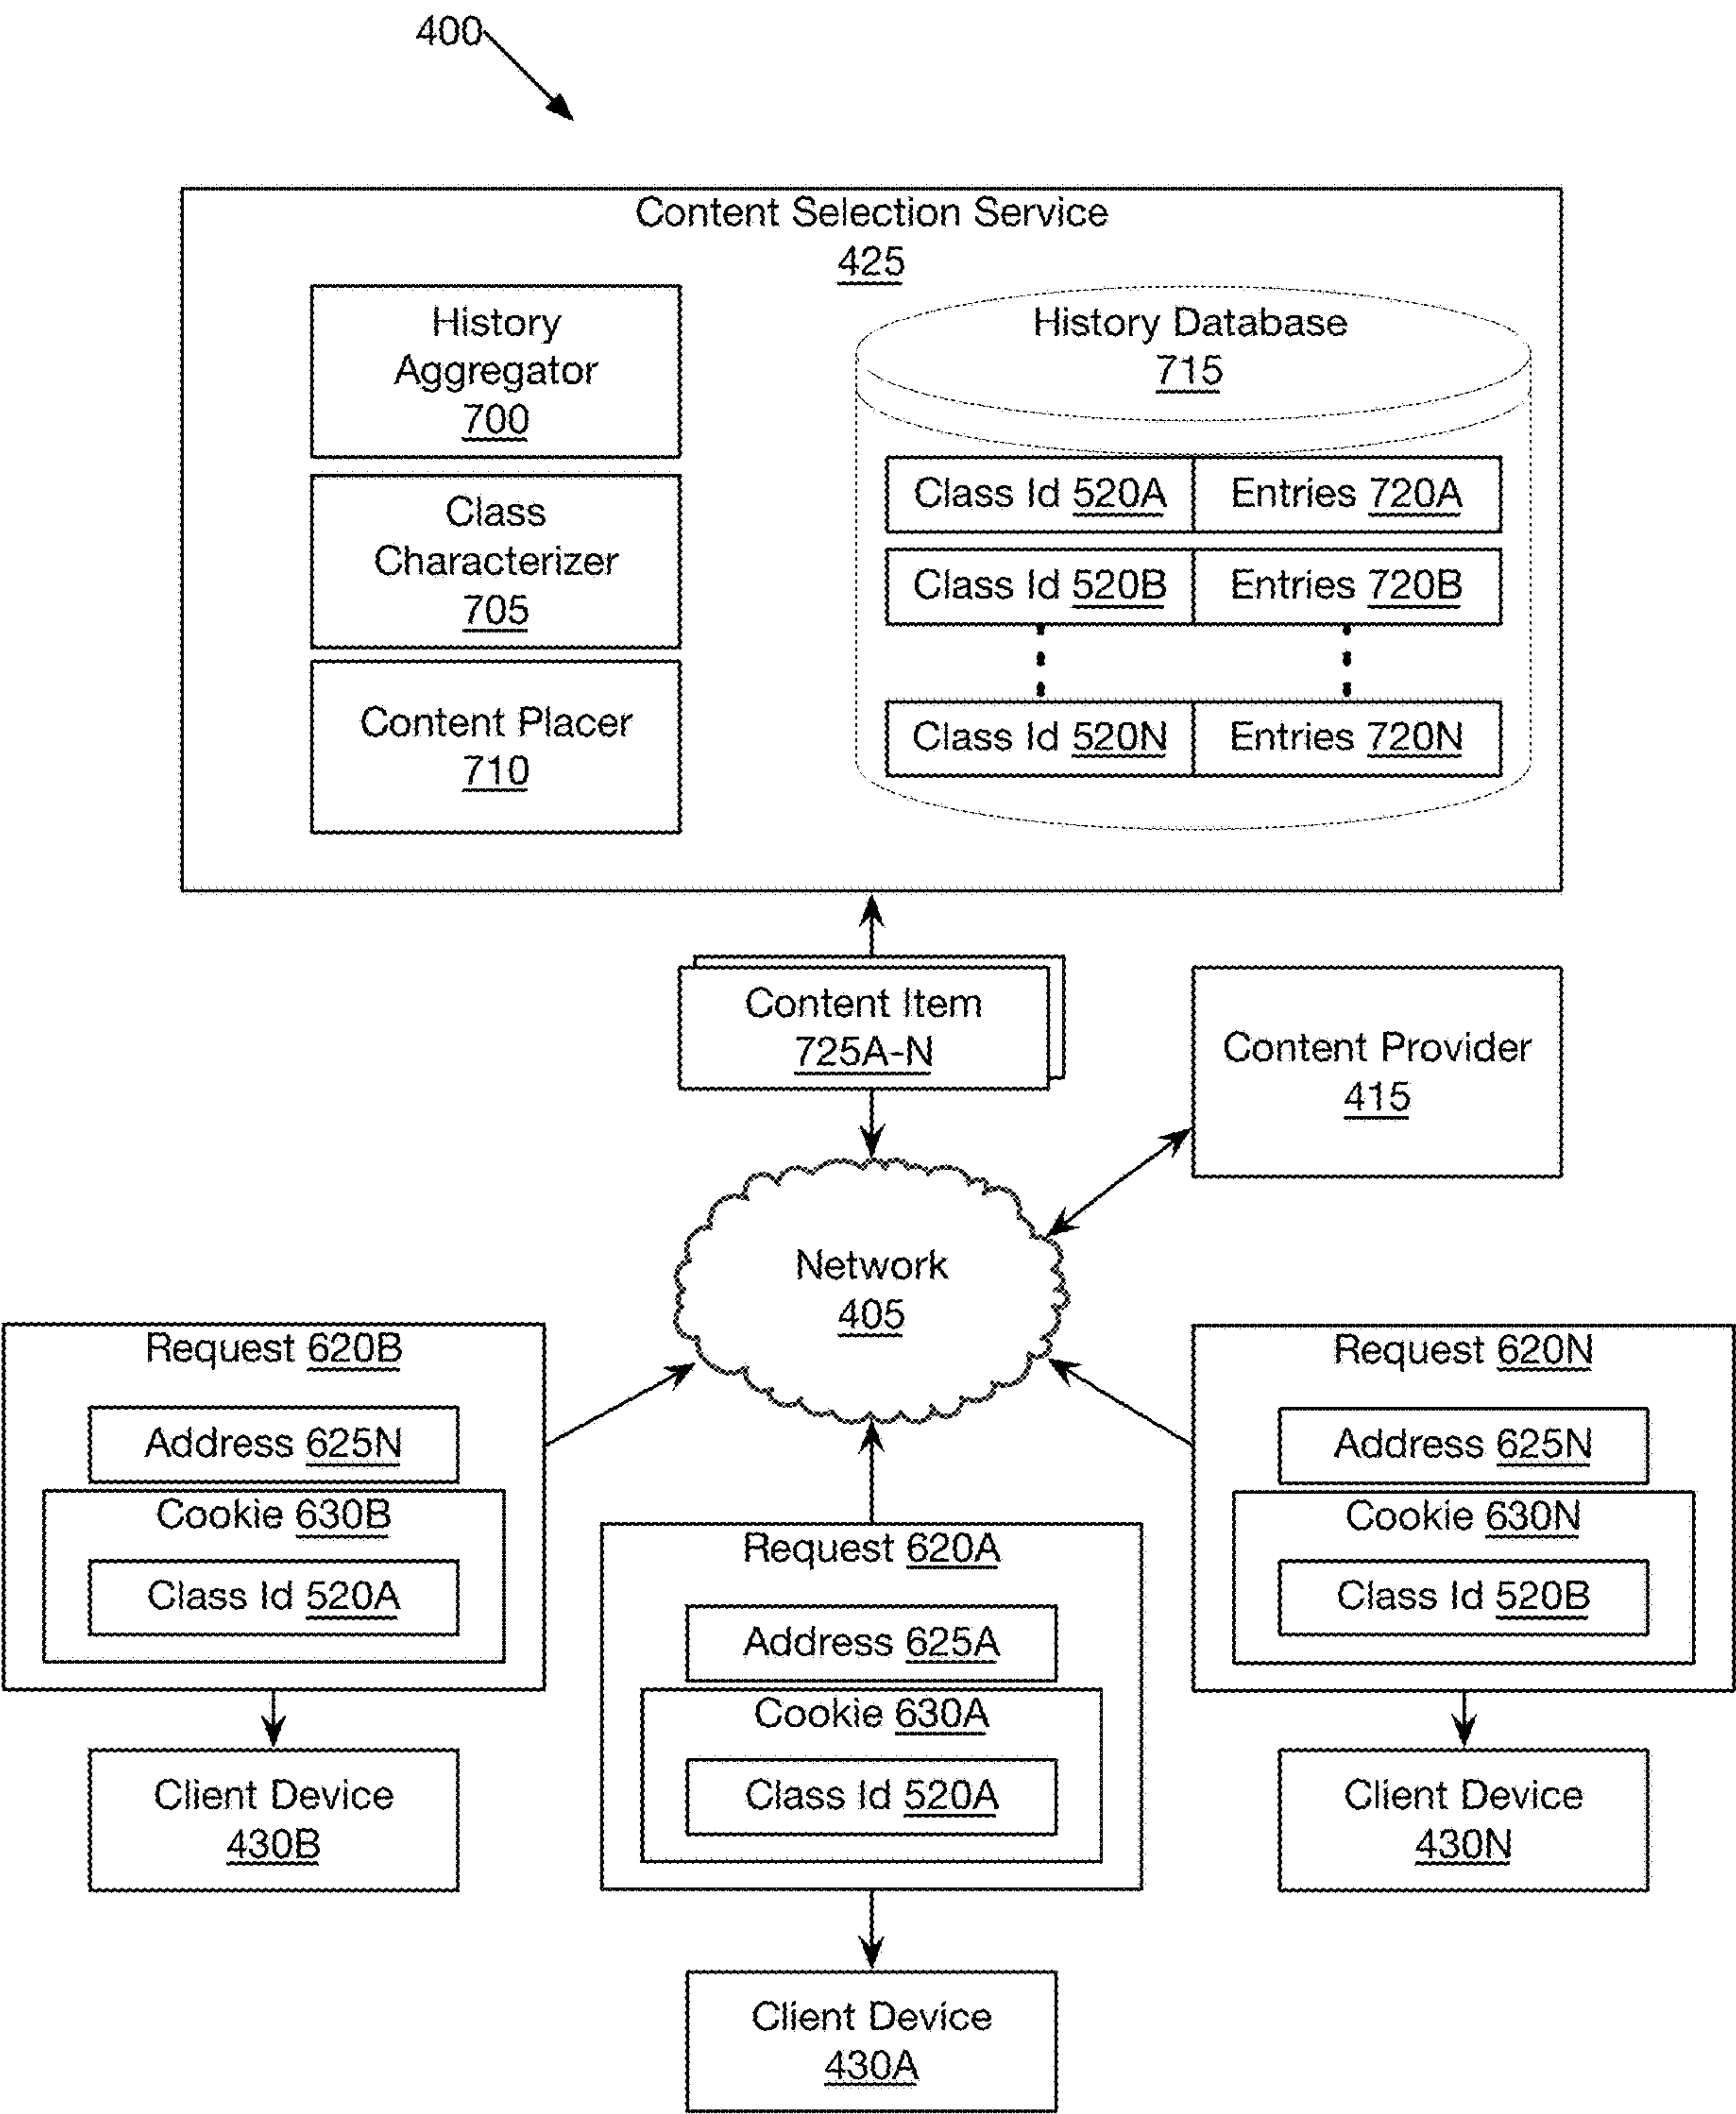 400
Content Selection Service
425
History
Aggregator
700
Class
Characterizer
705
Content Placer
710
History Database
715
Class Id 520A Entries 720A
Class Id 520B Entries 720B
Class Id 520N Entries 720N
Content Item
725A-N
Content Provider
415
Network
405
Request 620B
Address 625N
Cookie 630B
Class Id 520A
Client Device
430B
Request 620A
Address 625A
Cookie 630A
Class Id 520A
Client Device
430A
Request 620N
Address 625N
Cookie 630N
Class Id 520B
Client Device
430N